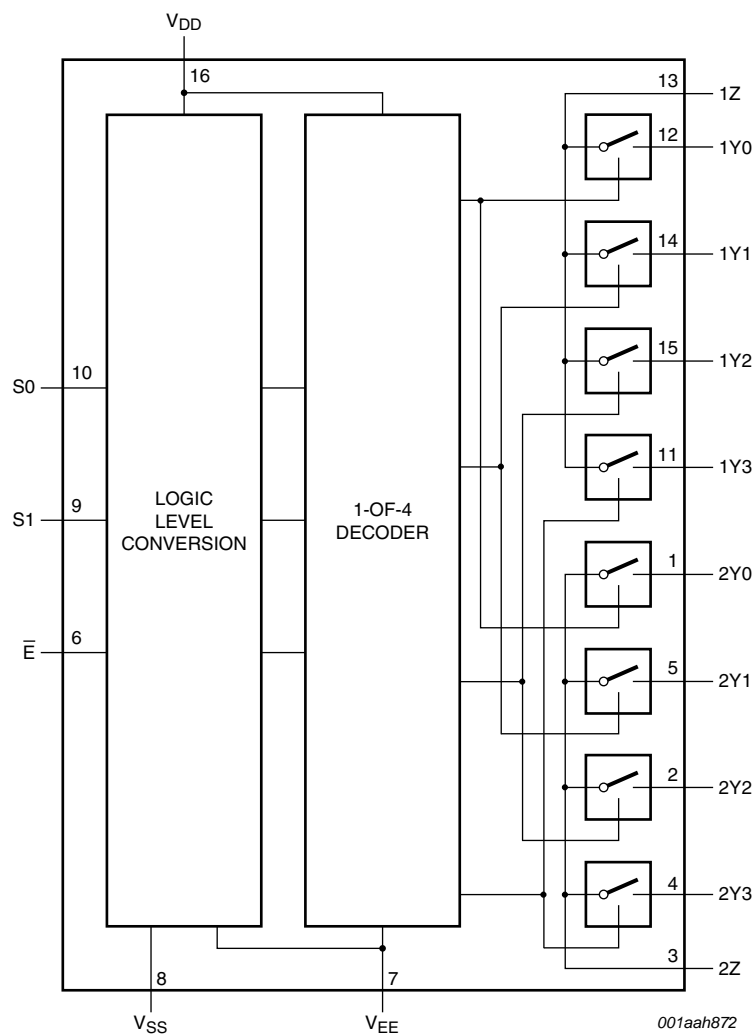 VDD
16
13
1Z
12
1Y0
14
1Y1
15
1Y2
10
S0
11
1Y3
9
S1
LOGIC
LEVEL
CONVERSION
1-OF-4
DECODER
1
2Y0
6
E̅
5
2Y1
2
2Y2
4
2Y3
3
2Z
8
7
VSS
VEE
001aah872